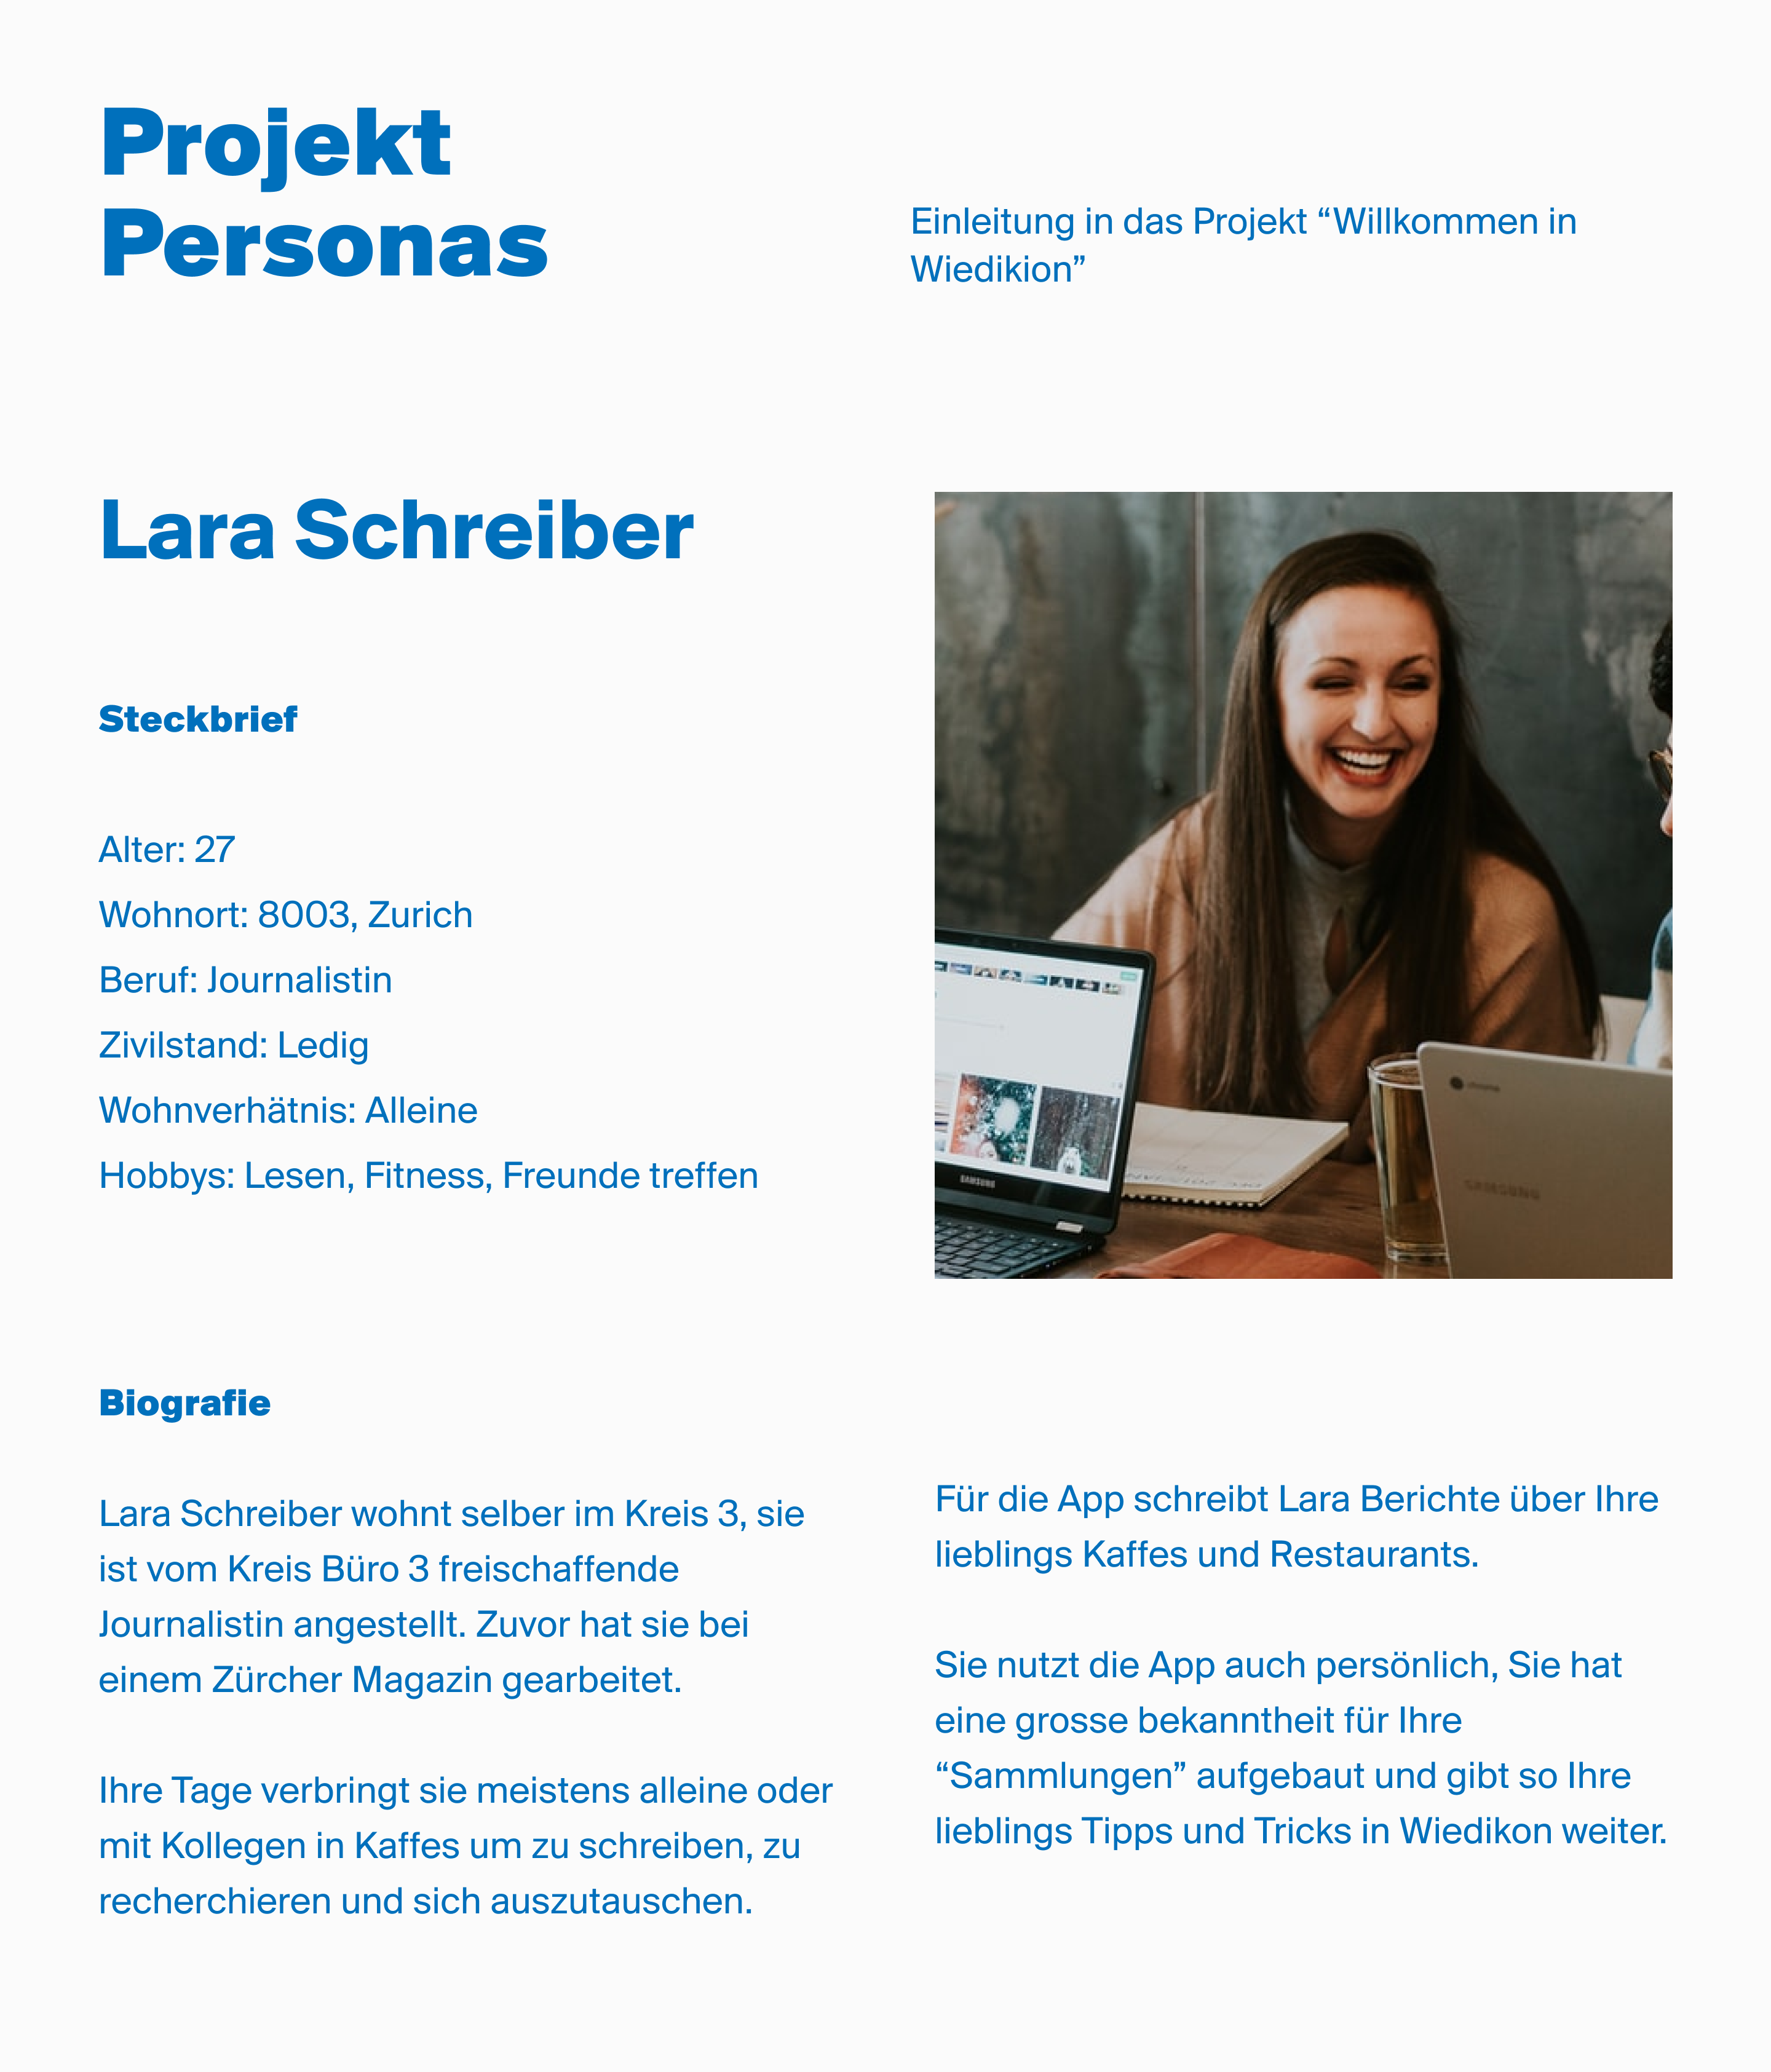 Projekt
Personas
Einleitung in das Projekt “Willkommen in
Wiedikion”
Lara Schreiber
Steckbrief
Alter: 27
Wohnort: 8003, Zurich
Beruf: Journalistin
Zivilstand: Ledig
Wohnverhätnis: Alleine
Hobbys: Lesen, Fitness, Freunde treffen
chrome
SAMSUNG
SAMSUNG
Biografie
Lara Schreiber wohnt selber im Kreis 3, sie
ist vom Kreis Büro 3 freischaffende
Journalistin angestellt. Zuvor hat sie bei
einem Zürcher Magazin gearbeitet.
Ihre Tage verbringt sie meistens alleine oder
mit Kollegen in Kaffes um zu schreiben, zu
recherchieren und sich auszutauschen.
Für die App schreibt Lara Berichte über Ihre
lieblings Kaffes und Restaurants.
Sie nutzt die App auch persönlich, Sie hat
eine grosse bekanntheit für Ihre
“Sammlungen” aufgebaut und gibt so Ihre
lieblings Tipps und Tricks in Wiedikon weiter.